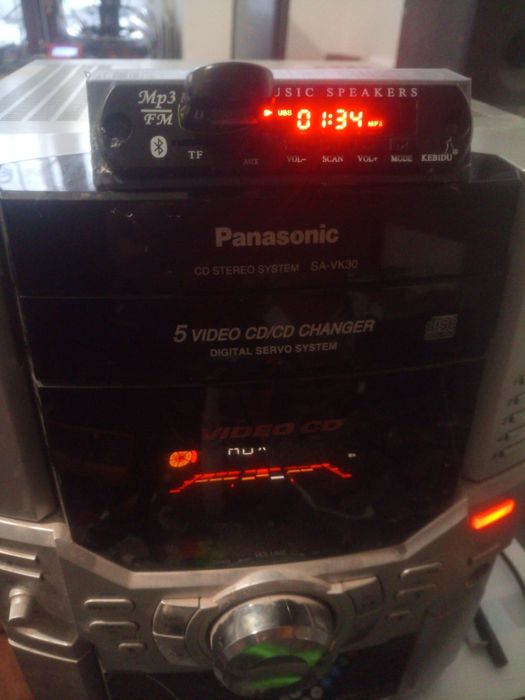 Mp3 USIC SPEAKERS
FM
USB 01:34 MP3
TF AUX VOL- SCAN VOL+ MODE KEBIDU
Panasonic
CD STEREO SYSTEM SA-VK30
5 VIDEO CD/CD CHANGER
DIGITAL SERVO SYSTEM
VIDEO CD
VOLUME